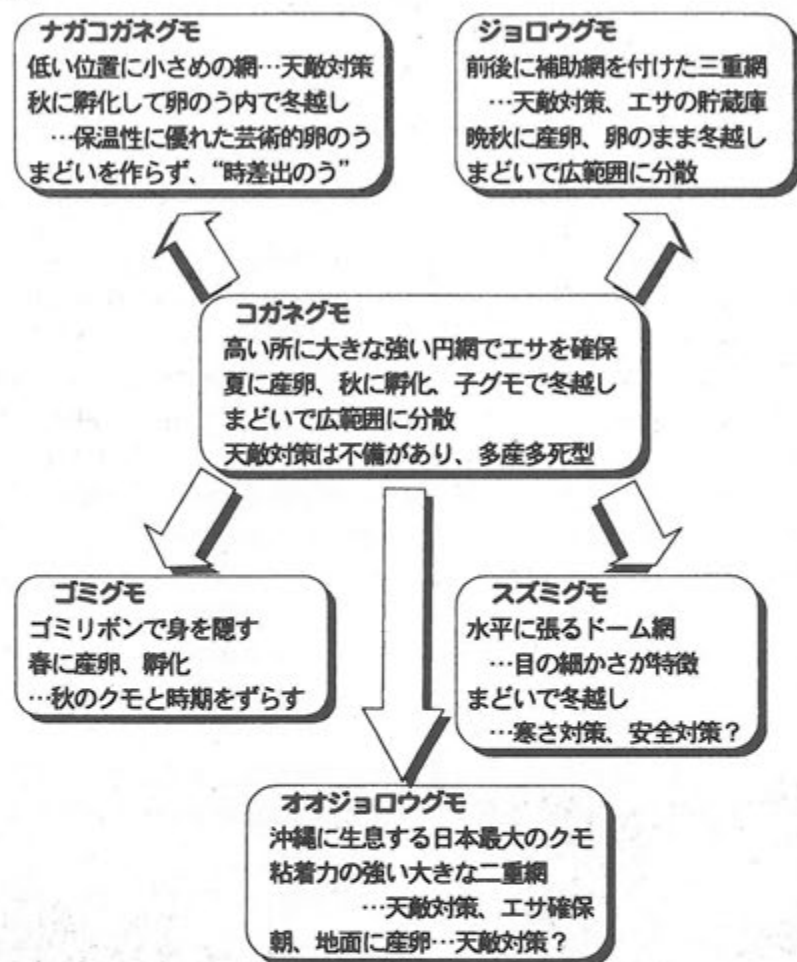 ナガコガネグモ
低い位置に小さめの網…天敵対策
秋に孵化して卵のう内で冬越し
…保温性に優れた芸術的卵のう
まどいを作らず、“時差出のう”
ジョロウグモ
前後に補助網を付けた三重網
…天敵対策、エサの貯蔵庫
晩秋に産卵、卵のまま冬越し
まどいで広範囲に分散
コガネグモ
高い所に大きな強い円網でエサを確保
夏に産卵、秋に孵化、子グモで冬越し
まどいで広範囲に分散
天敵対策は不備があり、多産多死型
ゴミグモ
ゴミリボンで身を隠す
春に産卵、孵化
…秋のクモと時期をずらす
スズミグモ
水平に張るドーム網
…目の細かさが特徴
まどいで冬越し
…寒さ対策、安全対策？
オオジョロウグモ
沖縄に生息する日本最大のクモ
粘着力の強い大きな二重網
…天敵対策、エサ確保
朝、地面に産卵…天敵対策？